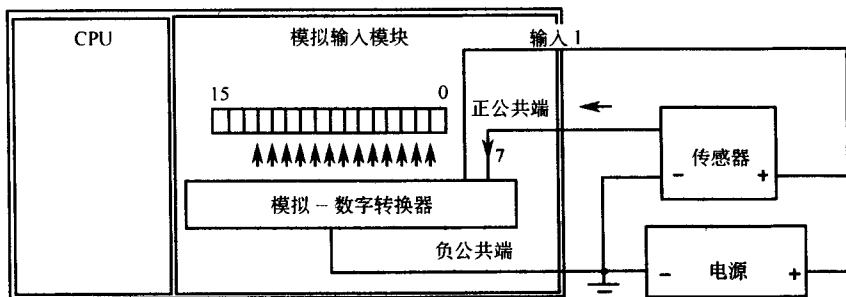 CPU
模拟输入模块
输入 1
15
0
正公共端
7
传感器
- +
模拟 – 数字转换器
负公共端
- 电源 +